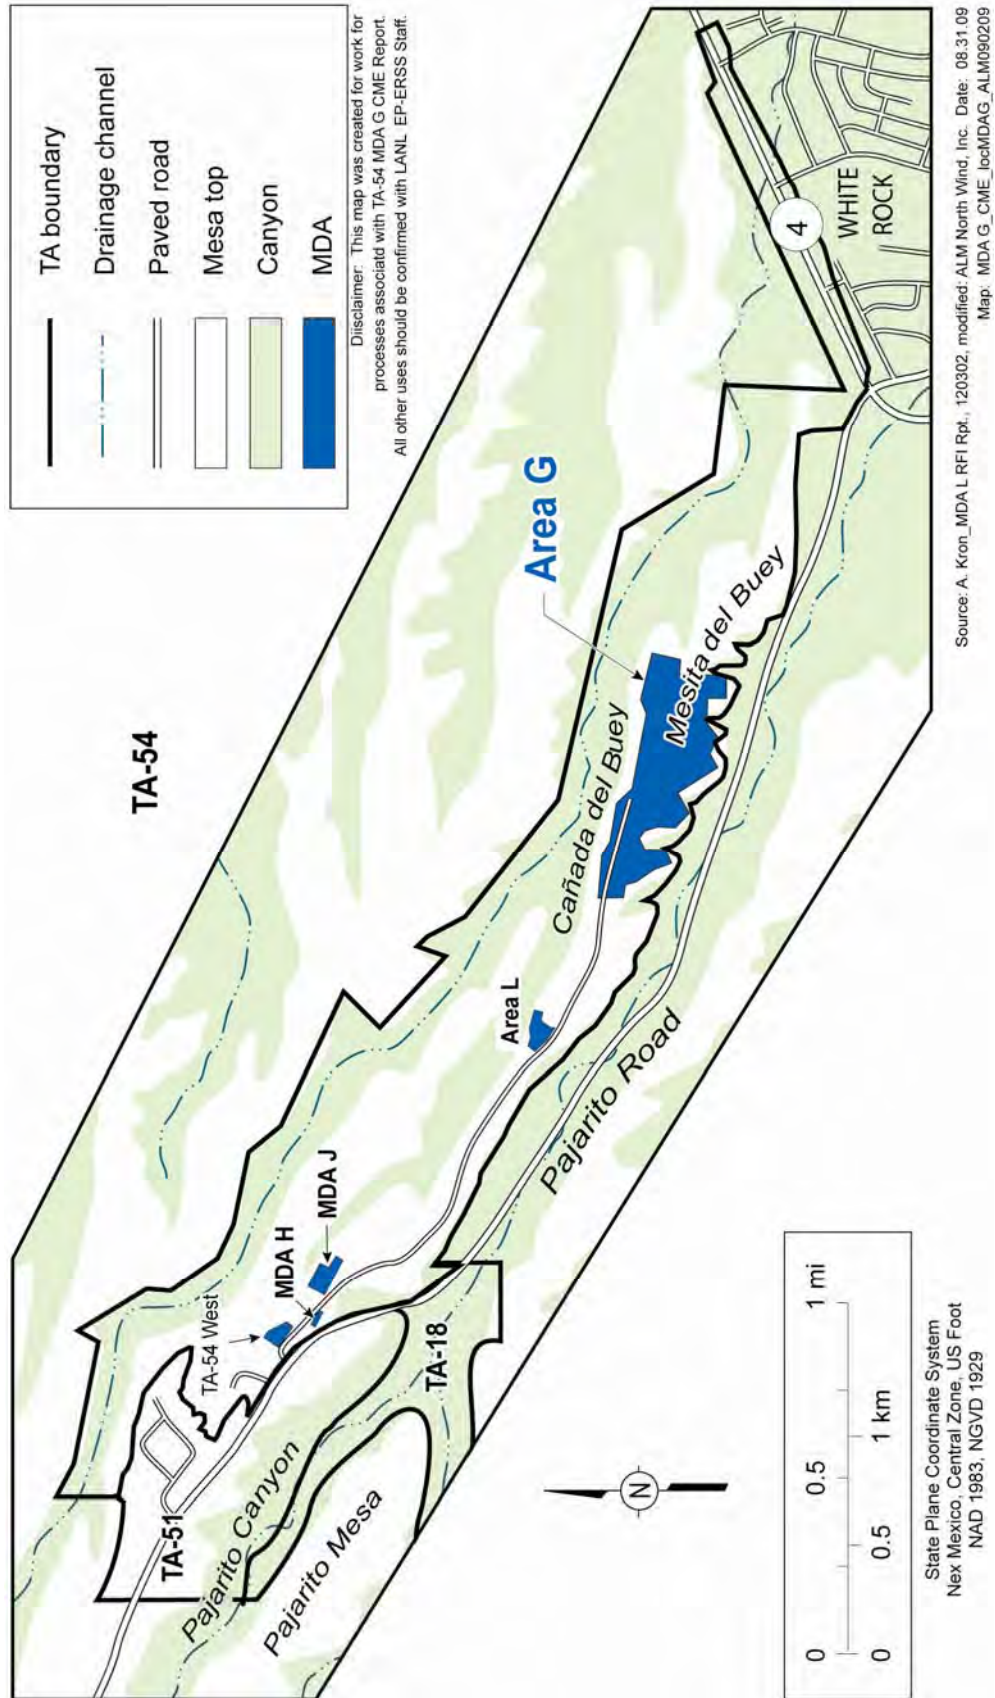 TA boundary
Drainage channel
Paved road
Mesa top
Canyon
MDA
Diisclaimer: This map was created for work for
processes associatd with TA-54 MDA G CME Report.
All other uses should be confirmed with LANL EP-ERSS Staff.
TA-54
Area G
Cañada del Buey
Mesita del Buey
Area L
Pajarito Road
MDA J
MDA H
TA-54 West
TA-18
TA-51
Pajarito Canyon
Pajarito Mesa
4
WHITE
ROCK
N
0 0.5 1 mi
0 0.5 1 km
State Plane Coordinate System
Nex Mexico, Central Zone, US Foot
NAD 1983, NGVD 1929
Source: A. Kron_MDA L RFI Rpt., 120302, modified: ALM North Wind, Inc. Date: 08.31.09
Map: MDA G_CME_locMDAG_ALM090209